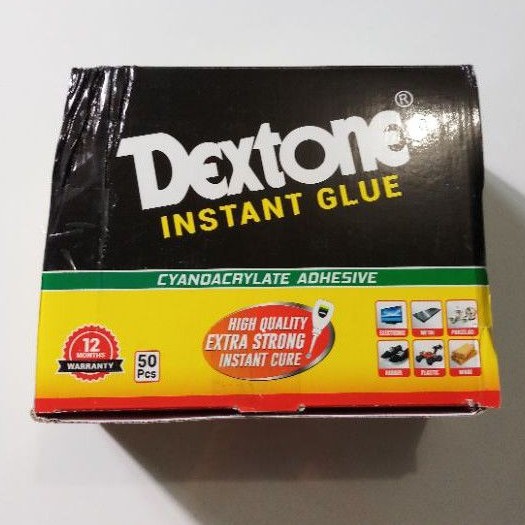 Dextone®
INSTANT GLUE
CYANOACRYLATE ADHESIVE
HIGH QUALITY
EXTRA STRONG
INSTANT CURE
12
MONTHS
WARRANTY
50
Pcs
ELECTRONIC
METAL
PORCELAIN
RUBBER
PLASTIC
WOOD